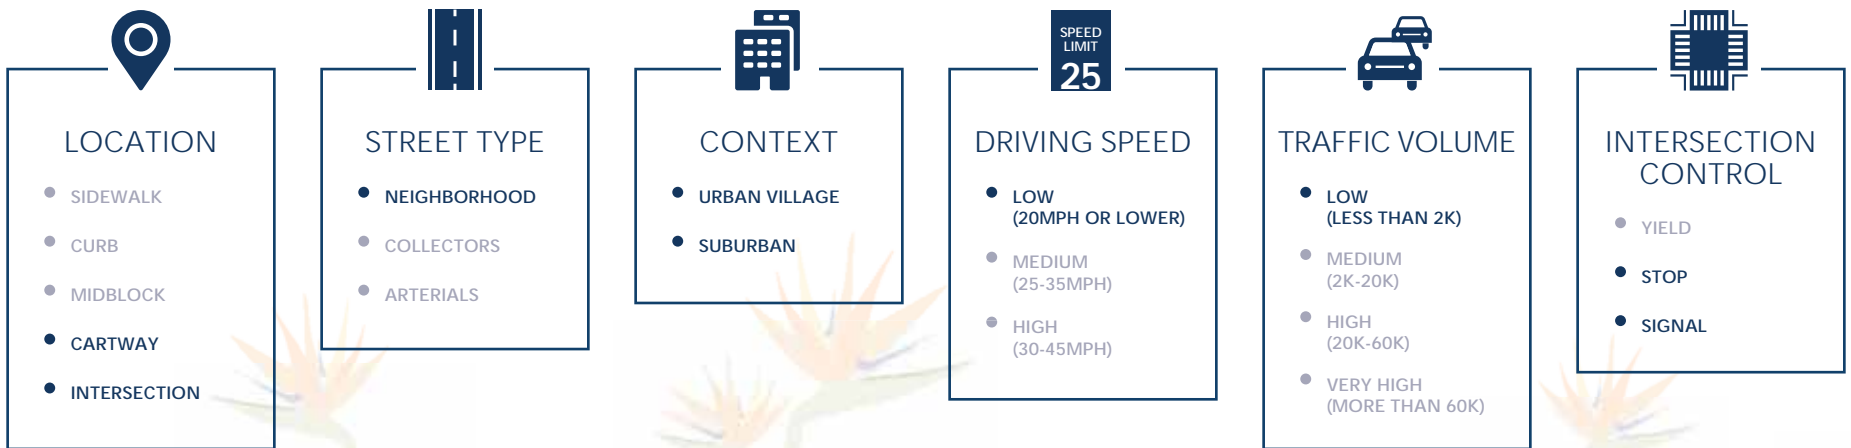 LOCATION
SIDEWALK
CURB
MIDBLOCK
CARTWAY
INTERSECTION
STREET TYPE
NEIGHBORHOOD
COLLECTORS
ARTERIALS
CONTEXT
URBAN VILLAGE
SUBURBAN
SPEED
LIMIT
25
DRIVING SPEED
LOW
(20MPH OR LOWER)
MEDIUM
(25-35MPH)
HIGH
(30-45MPH)
TRAFFIC VOLUME
LOW
(LESS THAN 2K)
MEDIUM
(2K-20K)
HIGH
(20K-60K)
VERY HIGH
(MORE THAN 60K)
INTERSECTION
CONTROL
YIELD
STOP
SIGNAL